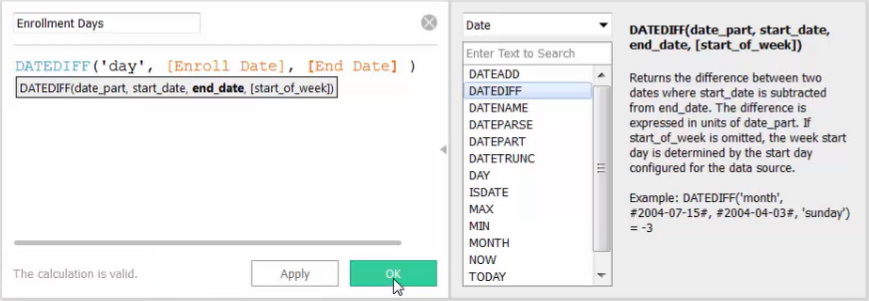 Enrollment Days
DATEDIFF('day', [Enroll Date], [End Date] )
DATEDIFF(date_part, start_date, end_date, [start_of_week])
The calculation is valid.
Apply
OK
Date
Enter Text to Search
DATEADD
DATEDIFF
DATENAME
DATEPARSE
DATEPART
DATETRUNC
DAY
ISDATE
MAX
MIN
MONTH
NOW
TODAY
DATEDIFF(date_part, start_date,
end_date, [start_of_week])
Returns the difference between two
dates where start_date is subtracted
from end_date. The difference is
expressed in units of date_part. If
start_of_week is omitted, the week start
day is determined by the start day
configured for the data source.
Example: DATEDIFF('month',
#2004-07-15#, #2004-04-03#, 'sunday')
= -3